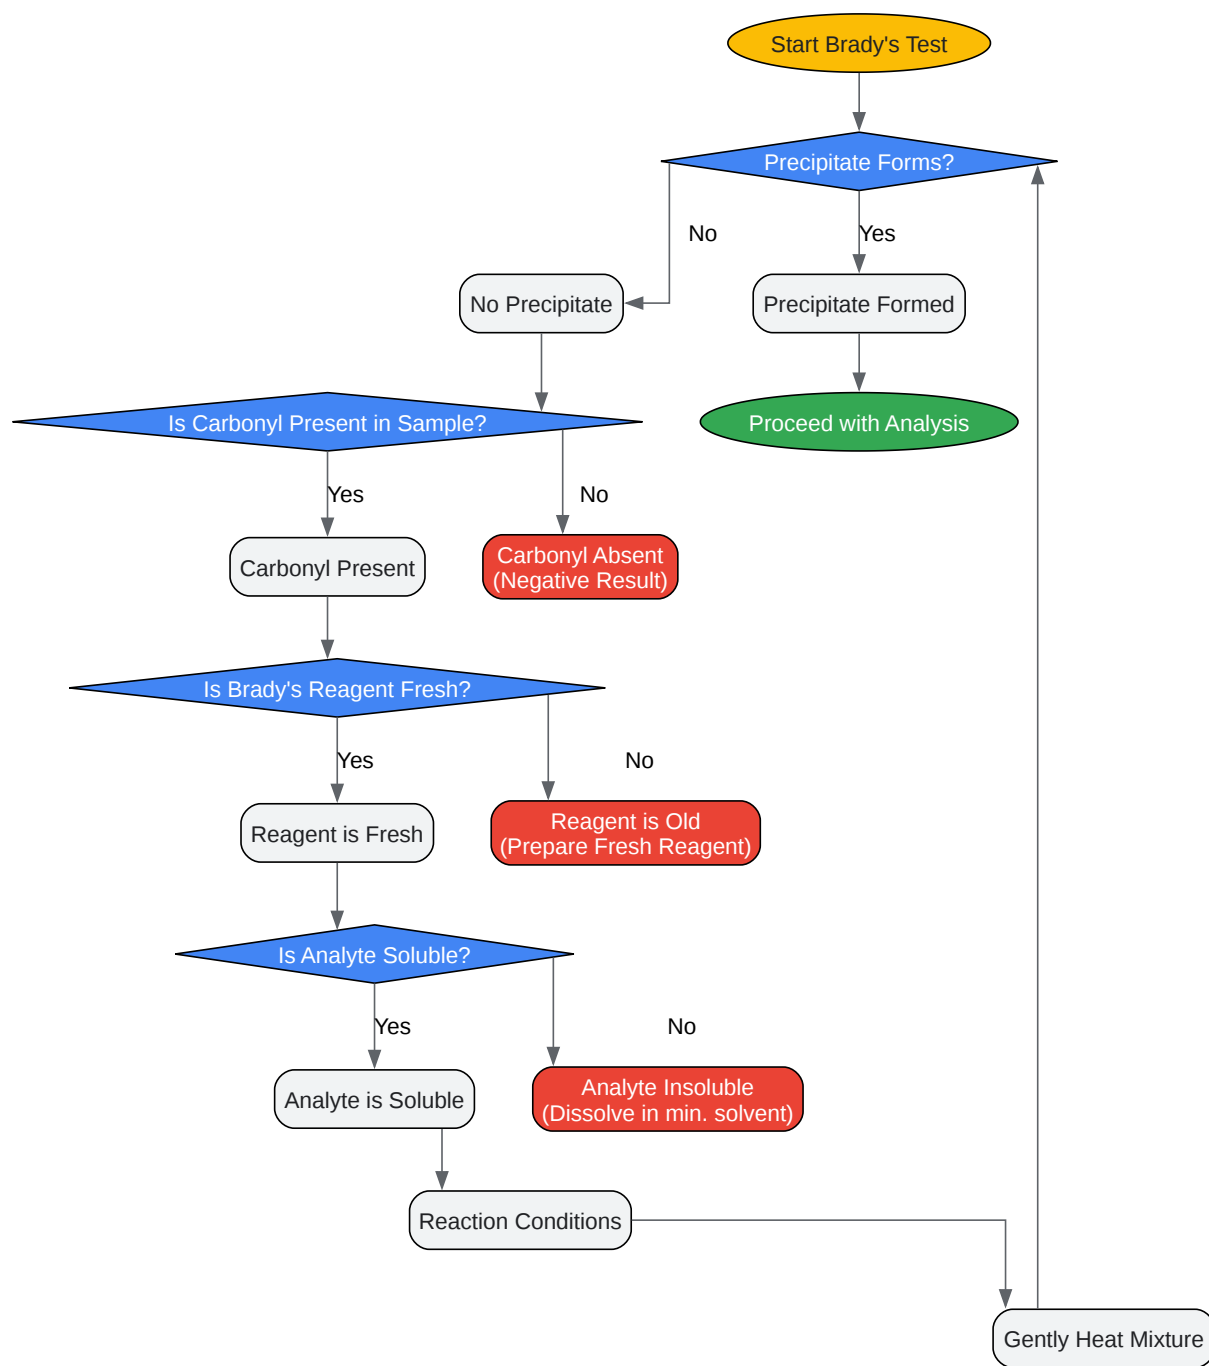 Start Brady's Test
Precipitate Forms?
No
Yes
No Precipitate
Precipitate Formed
Is Carbonyl Present in Sample?
Proceed with Analysis
Yes
No
Carbonyl Present
Carbonyl Absent
(Negative Result)
Is Brady's Reagent Fresh?
Yes
No
Reagent is Fresh
Reagent is Old
(Prepare Fresh Reagent)
Is Analyte Soluble?
Yes
No
Analyte is Soluble
Analyte Insoluble
(Dissolve in min. solvent)
Reaction Conditions
Gently Heat Mixture